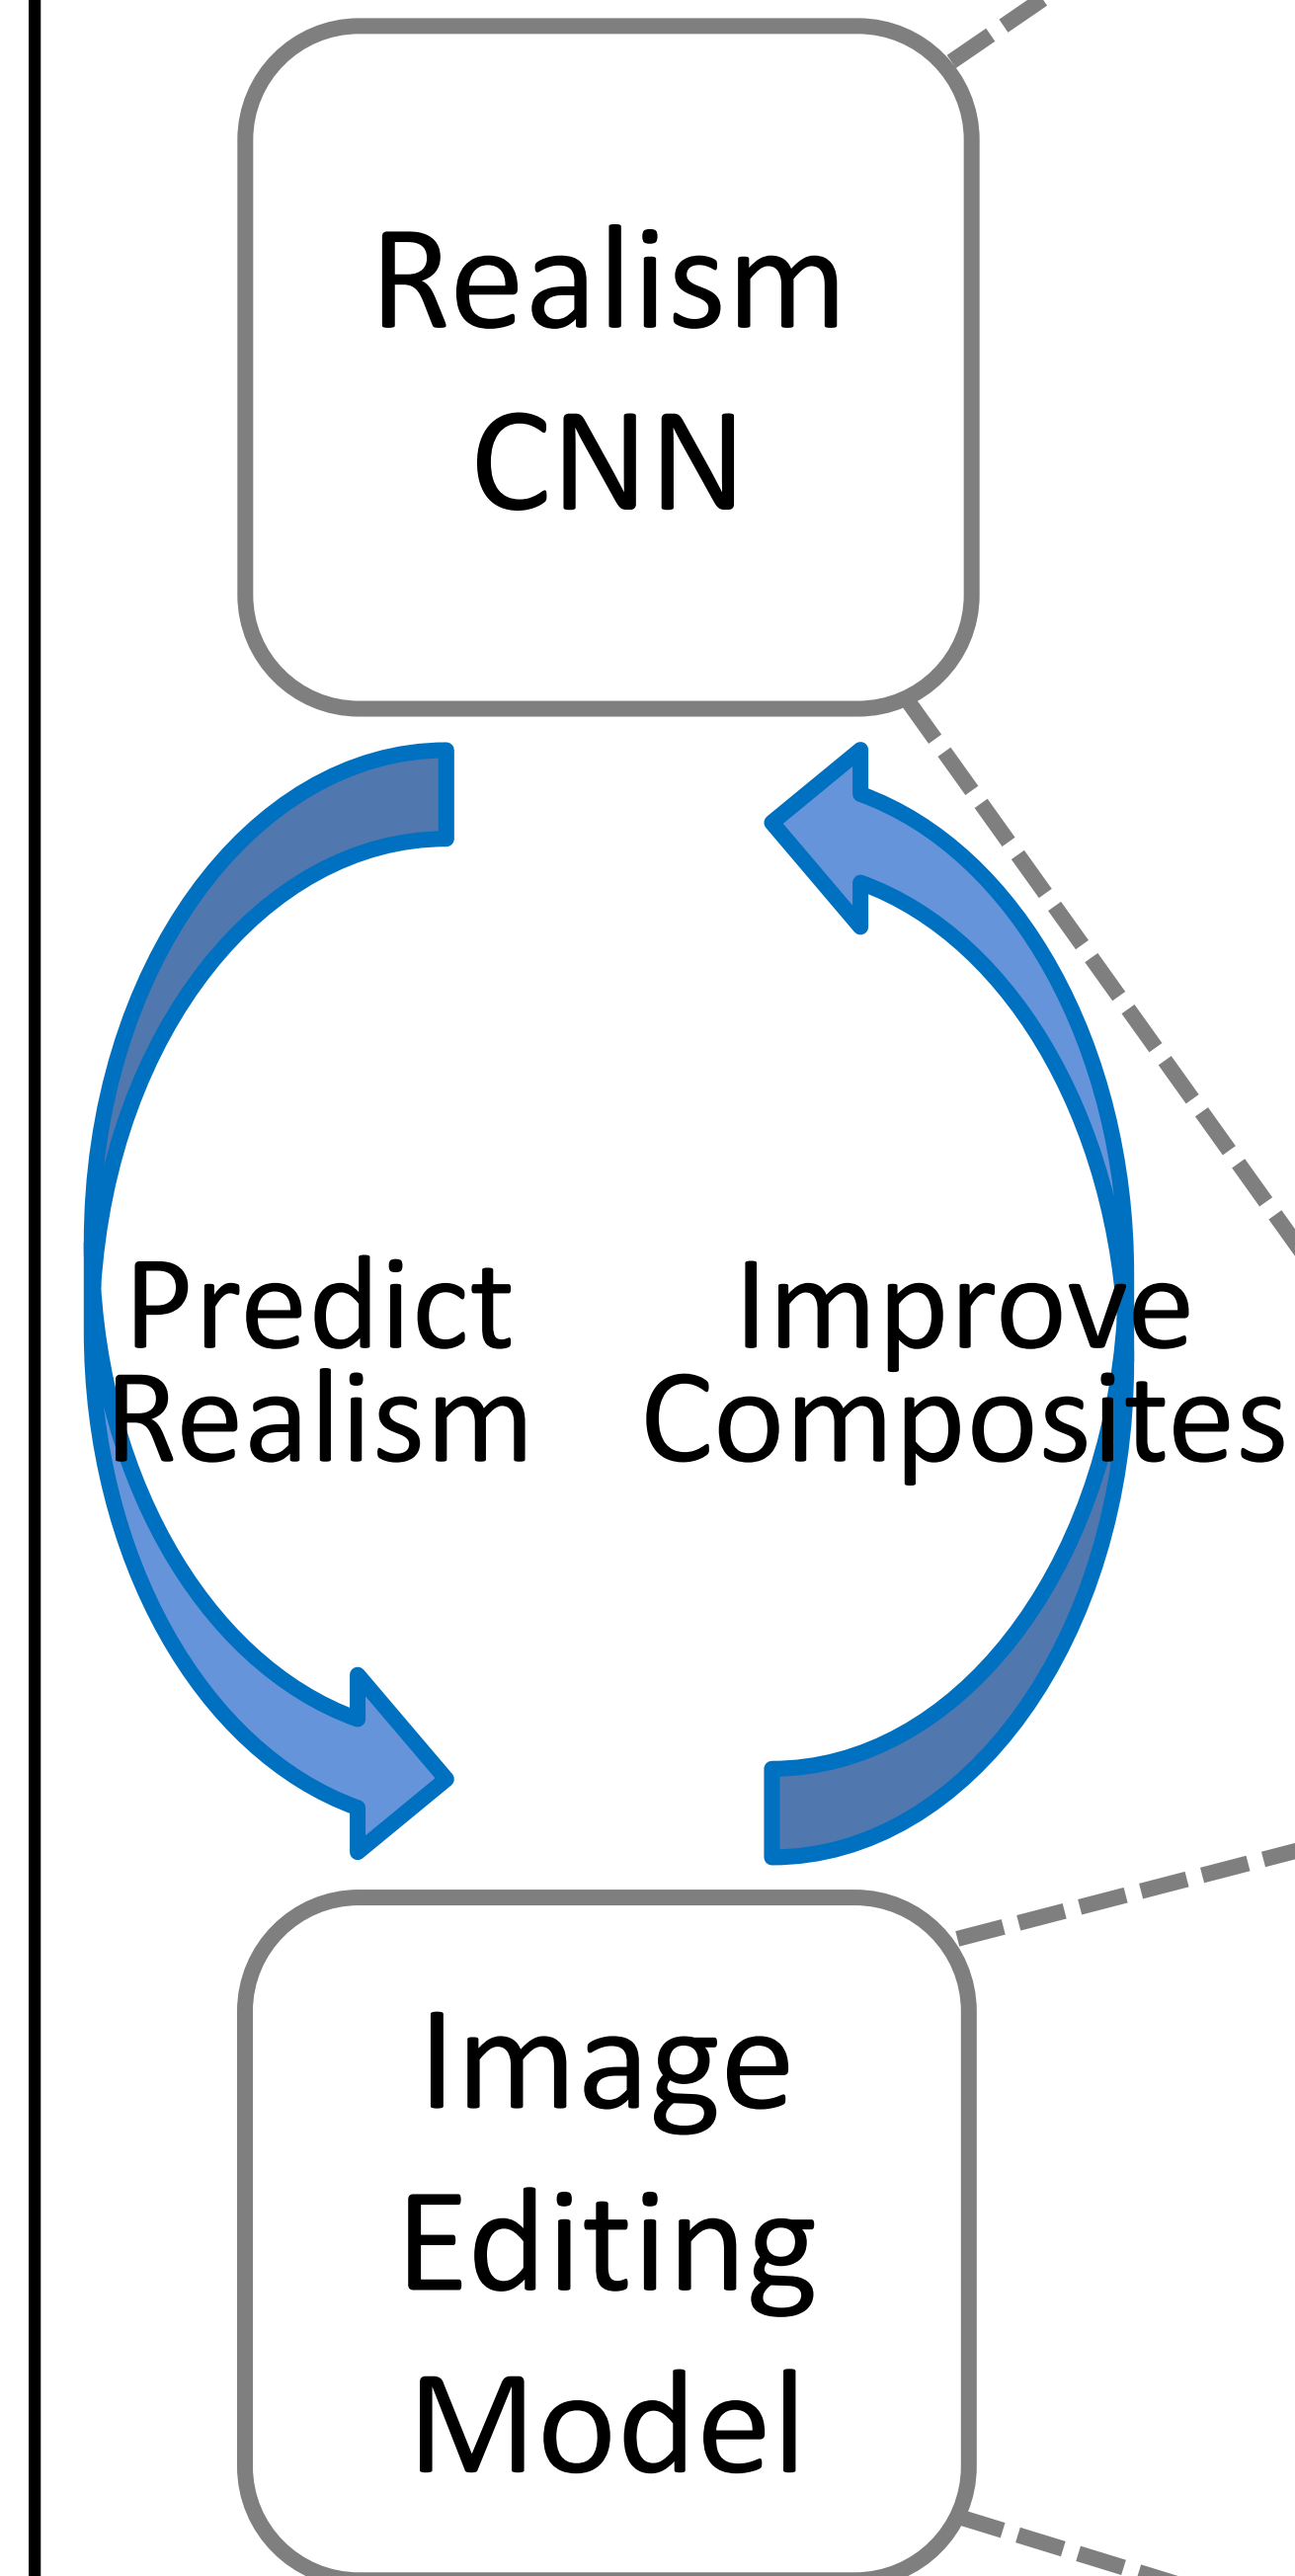 Realism
CNN
Predict
Realism
Improve
Composites
Image
Editing
Model